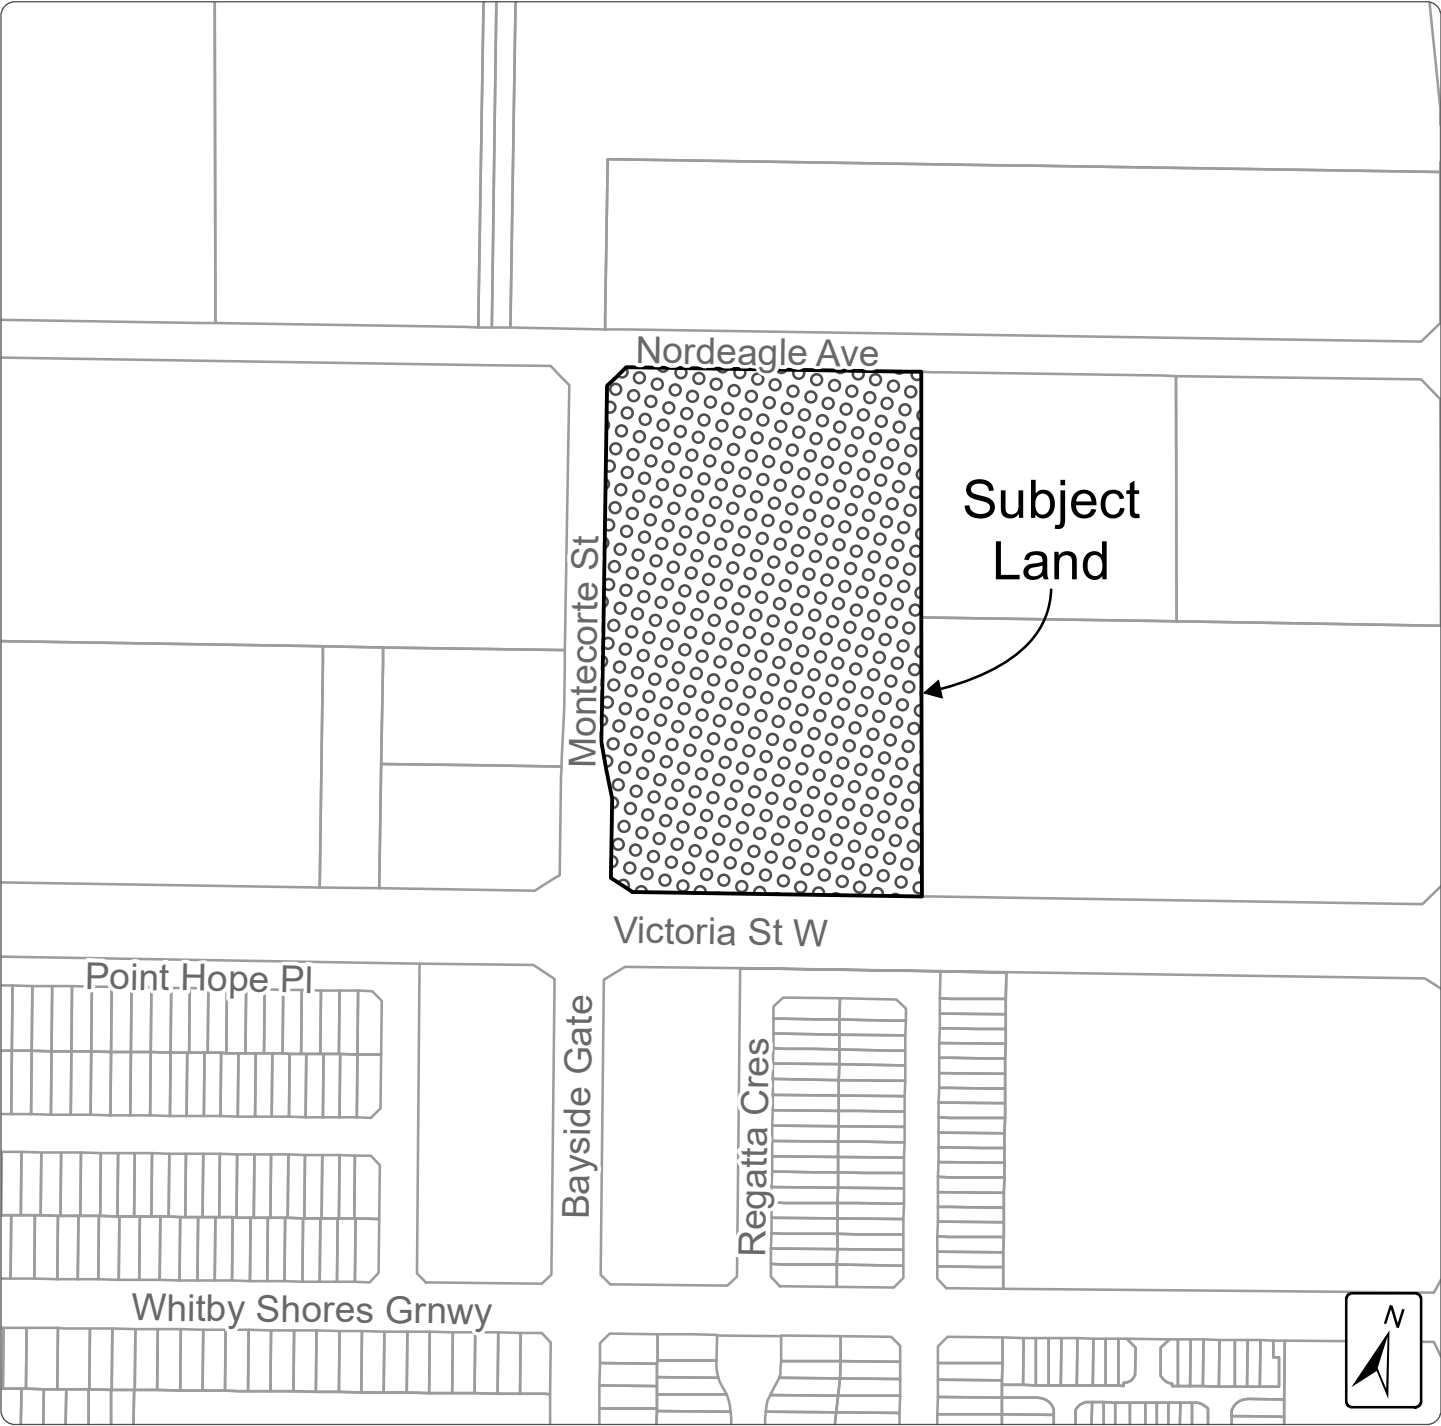 Nordeagle Ave
Subject
Land
Montecorte St
Victoria St W
Point Hope Pl
Bayside Gate
Regatta Cres
Whitby Shores Grnwy
N